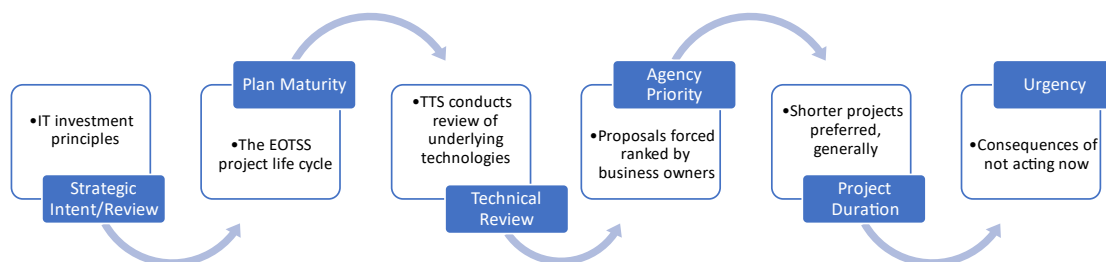 •IT investment
principles
Strategic
Intent/Review
Plan Maturity
•The EOTSS
project life cycle
•TTS conducts
review of
underlying
technologies
Technical
Review
Agency
Priority
•Proposals forced
ranked by
business owners
•Shorter projects
preferred,
generally
Project
Duration
Urgency
•Consequences of
not acting now